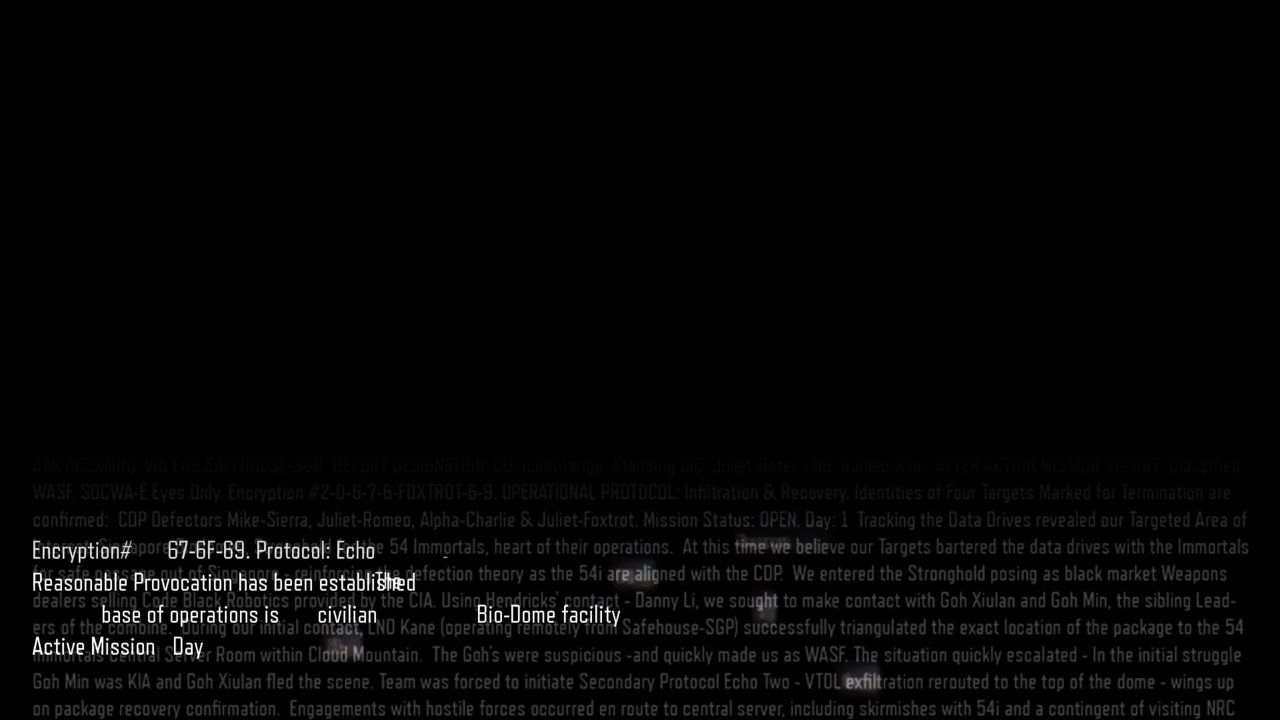 AAR INCOMING. WA FOB SAFEHOUSE-SGP. REPORT DESIGNATION: CO Juliet-Tango. Standing OIC. Juliet-Hotel. LNO. Romeo-Kilo. AFTER ACTION MISSION REPORT. Classified
WASF, SOCWA-E Eyes Only. Encryption #2-0-6-7-6-FOXTROT-6-9. OPERATIONAL PROTOCOL: Infiltration & Recovery. Identities of Four Targets Marked for Termination are
confirmed: CDP Defectors Mike-Sierra, Juliet-Romeo, Alpha-Charlie & Juliet-Foxtrot. Mission Status: OPEN. Day: 1 Tracking the Data Drives revealed our Targeted Area of
the 54 Immortals, heart of their operations. At this time we believe our Targets bartered the data drives with the Immortals
Encryption# 67-6F-69. Protocol: Echo -
for safe passage out of Singapore - reinforcing the defection theory as the 54i are aligned with the CDP. We entered the Stronghold posing as black market Weapons
Reasonable Provocation has been established The
dealers selling Code Black Robotics provided by the CIA. Using Hendricks' contact - Danny Li, we sought to make contact with Goh Xiulan and Goh Min, the sibling Lead-
base of operations is civilian Bio-Dome facility
ers of the combine. During our initial contact, LNO Kane (operating remotely from Safehouse-SGP) successfully triangulated the exact location of the package to the 54
Active Mission Day
Immortals Central Server Room within Cloud Mountain. The Goh's were suspicious -and quickly made us as WASF. The situation quickly escalated - In the initial struggle
Goh Min was KIA and Goh Xiulan fled the scene. Team was forced to initiate Secondary Protocol Echo Two - VTOL exfiltration rerouted to the top of the dome - wings up
on package recovery confirmation. Engagements with hostile forces occurred en route to central server, including skirmishes with 54i and a contingent of visiting NRC